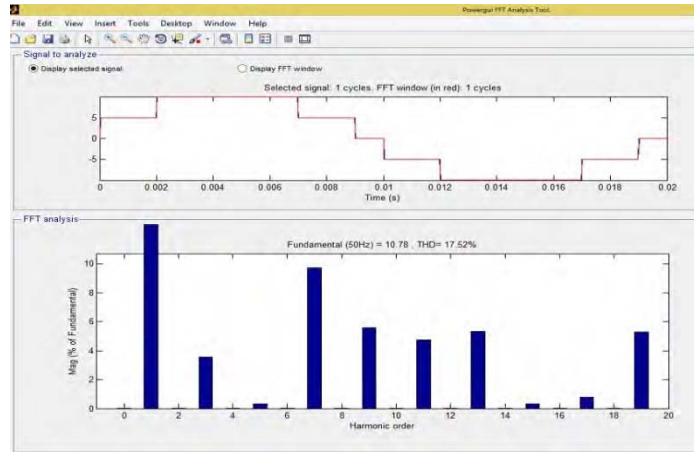 Powergui FFT Analysis Tool.
File Edit View Insert Tools Desktop Window Help
Signal to analyze
Display selected signal Display FFT window
Selected signal: 1 cycles. FFT window (in red): 1 cycles
5
0
-5
0 0.002 0.004 0.006 0.008 0.01 0.012 0.014 0.016 0.018 0.02
Time (s)
FFT analysis
Fundamental (50Hz) = 10.78 , THD= 17.52%
10
8
6
4
2
0
Mag (% of Fundamental)
0 2 4 6 8 10 12 14 16 18 20
Harmonic order